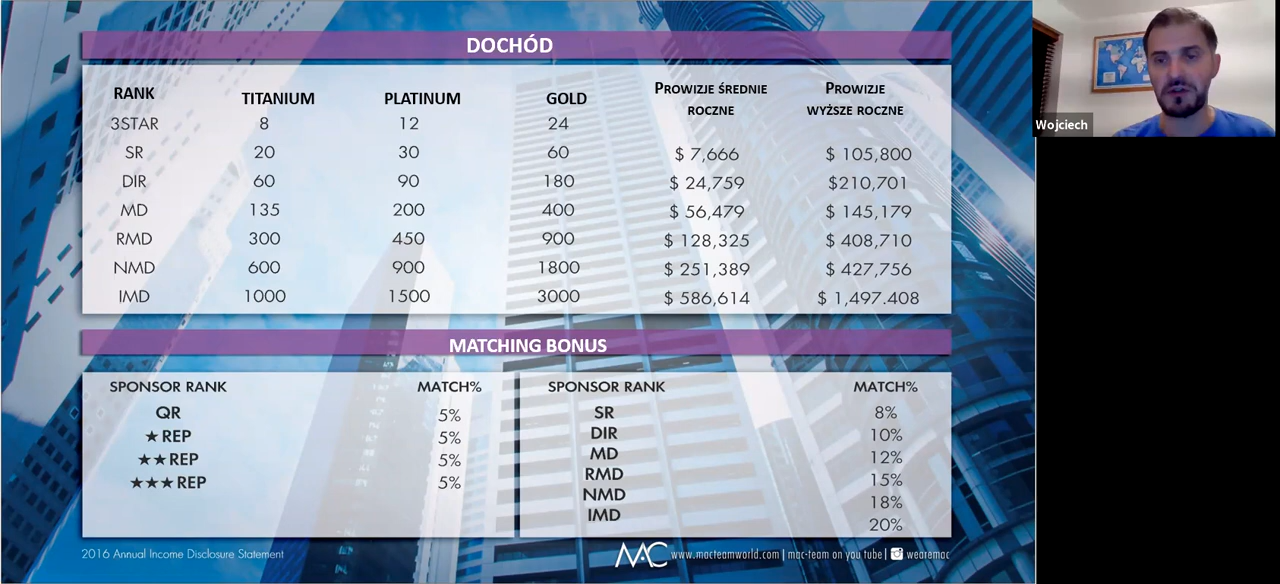 DOCHÓD
RANK TITANIUM PLATINUM GOLD PROWIZJE ŚREDNIE ROCZNE PROWIZJE WYŻSZE ROCZNE
3STAR 8 12 24
SR 20 30 60 $ 7,666 $ 105,800
DIR 60 90 180 $ 24,759 $210,701
MD 135 200 400 $ 56,479 $ 145,179
RMD 300 450 900 $ 128,325 $ 408,710
NMD 600 900 1800 $ 251,389 $ 427,756
IMD 1000 1500 3000 $ 586,614 $ 1,497.408
MATCHING BONUS
SPONSOR RANK MATCH%
QR 5%
★ REP 5%
★★ REP 5%
★★★ REP 5%
SPONSOR RANK MATCH%
SR 8%
DIR 10%
MD 12%
RMD 15%
NMD 18%
IMD 20%
2016 Annual Income Disclosure Statement
MAC www.macteamworld.com | mac-team on you tube | wearemac
Wojciech